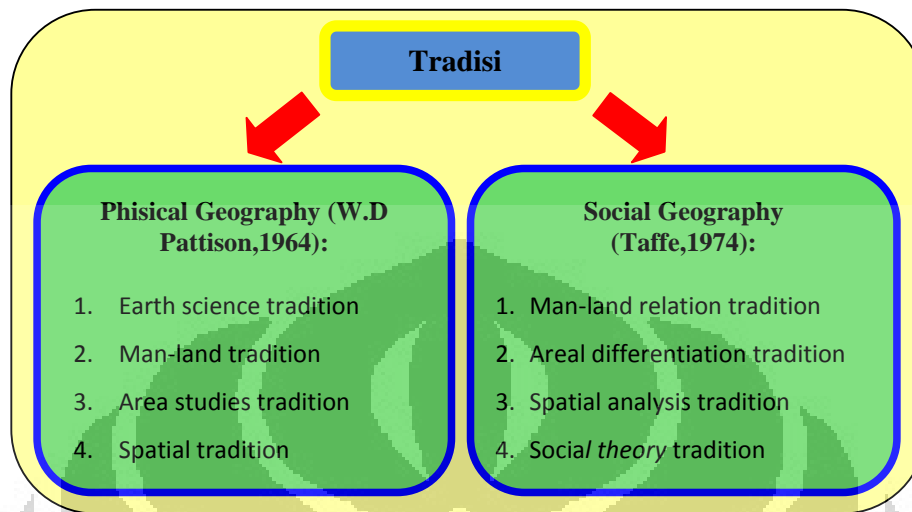 Tradisi
Phisical Geography (W.D
Pattison,1964):
1. Earth science tradition
2. Man-land tradition
3. Area studies tradition
4. Spatial tradition
Social Geography
(Taffe,1974):
1. Man-land relation tradition
2. Areal differentiation tradition
3. Spatial analysis tradition
4. Social theory tradition